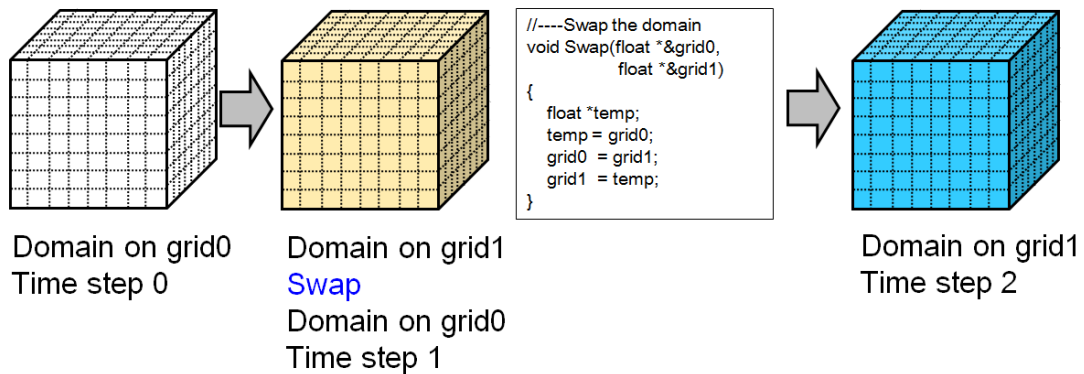 Domain on grid0
Time step 0
Domain on grid1
Swap
Domain on grid0
Time step 1
//----Swap the domain
void Swap(float *&grid0,
float *&grid1)
{
float *temp;
temp = grid0;
grid0 = grid1;
grid1 = temp;
}
Domain on grid1
Time step 2